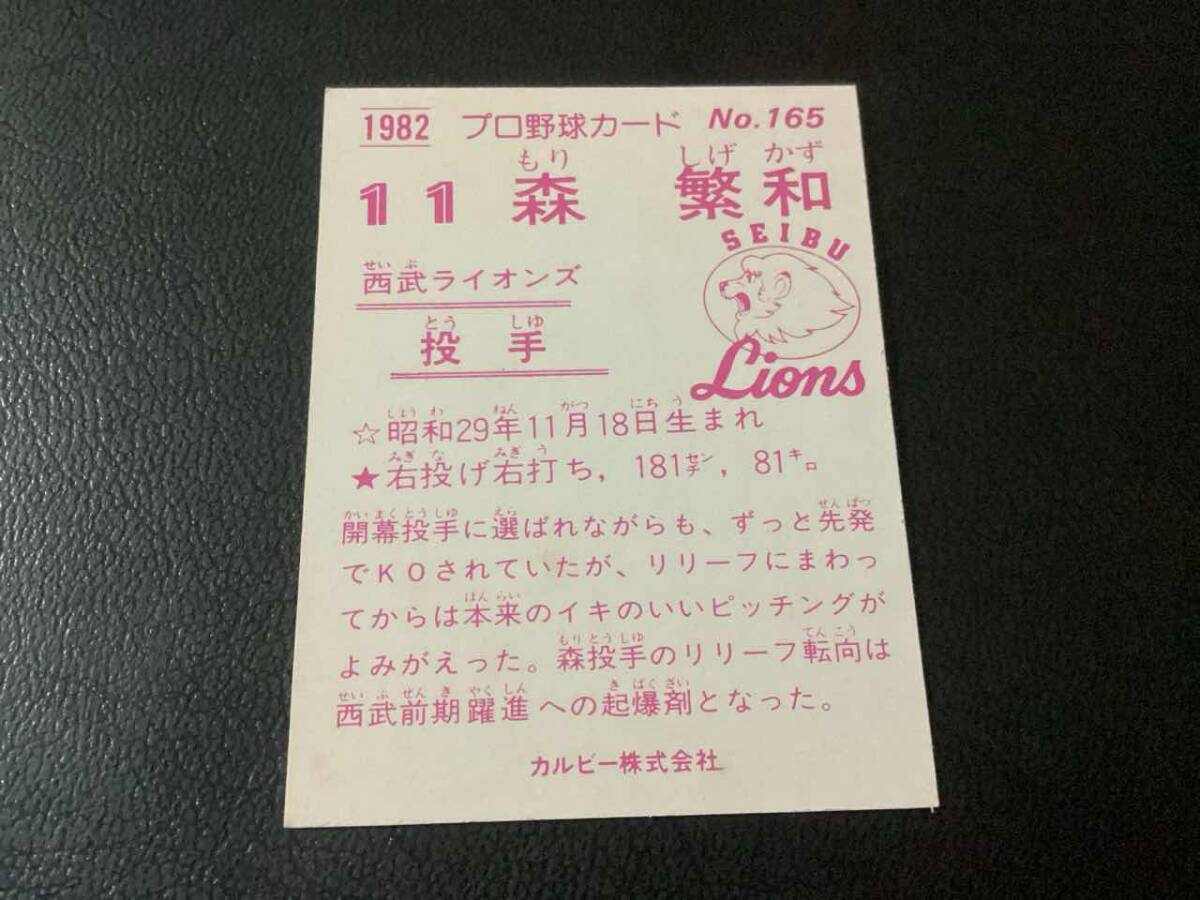 1982 プロ野球カード No.165
もり しげ かず
11 森 繁和
SEIBU
せい ぶ
西武ライオンズ
とう しゆ
投手
Lions
しよう わ ねん がつ にち う
☆昭和29年11月18日生まれ
みぎ な みぎ う
★右投げ右打ち，181センチ，81キロ
かい まく とう しゆ えら せん ぱつ
開幕投手に選ばれながらも、ずっと先発
でKOされていたが、リリーフにまわっ
ほん らい
てからは本来のイキのいいピッチングが
もり とう しゆ てん こう
よみがえった。森投手のリリーフ転向は
せい ぶ ぜん き やく しん き ばく ざい
西武前期躍進への起爆剤となった。
カルビー株式会社